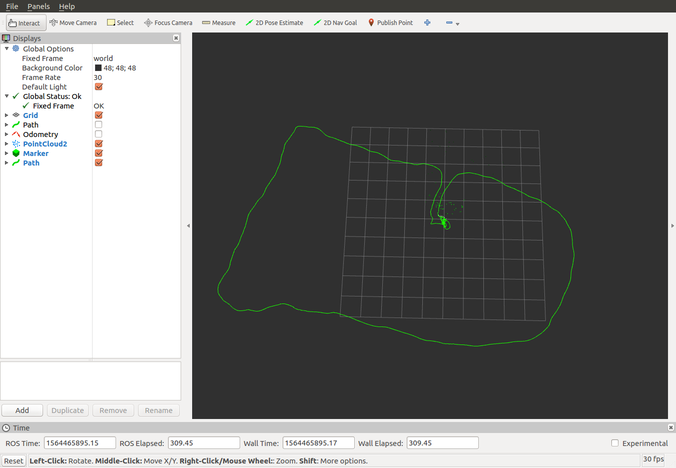 File Panels Help
Interact Move Camera Select Focus Camera Measure 2D Pose Estimate 2D Nav Goal Publish Point
Displays
Global Options
Fixed Frame world
Background Color 48; 48; 48
Frame Rate 30
Default Light
Global Status: Ok
Fixed Frame OK
Grid
Path
Odometry
PointCloud2
Marker
Path
Add Duplicate Remove Rename
Time
ROS Time: 1564465895.15 ROS Elapsed: 309.45 Wall Time: 1564465895.17 Wall Elapsed: 309.45 Experimental
Reset Left-Click: Rotate. Middle-Click: Move X/Y. Right-Click/Mouse Wheel:: Zoom. Shift: More options. 30 fps